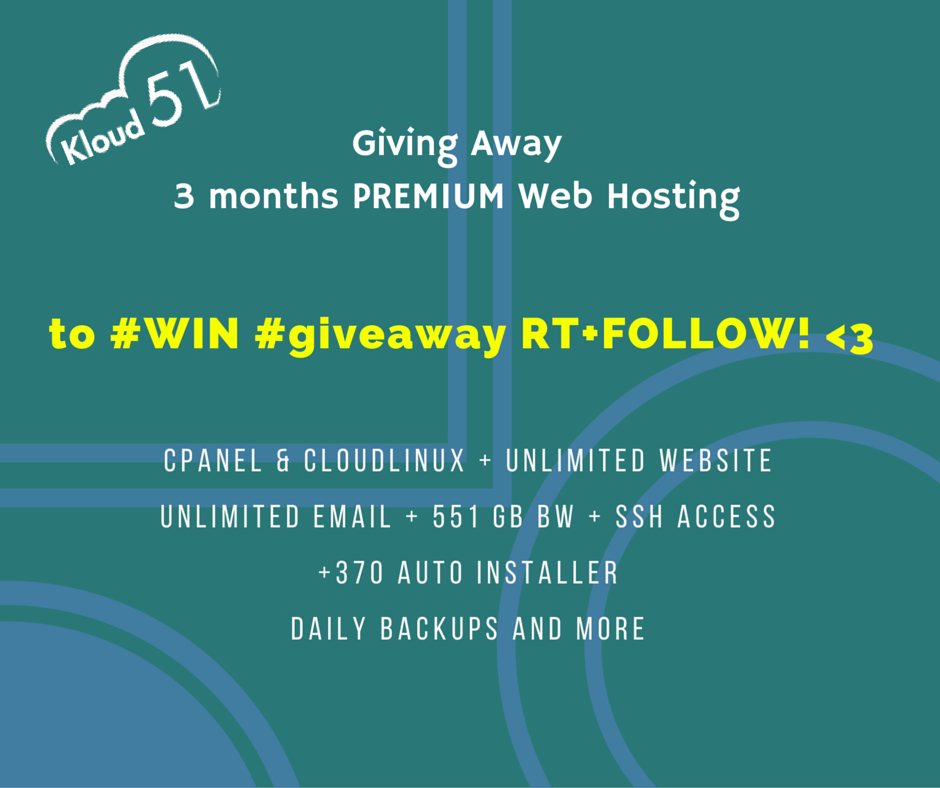 Kloud 51
Giving Away
3 months PREMIUM Web Hosting
to #WIN #giveaway RT+FOLLOW! <3
CPANEL & CLOUDLINUX + UNLIMITED WEBSITE
UNLIMITED EMAIL + 551 GB BW + SSH ACCESS
+370 AUTO INSTALLER
DAILY BACKUPS AND MORE